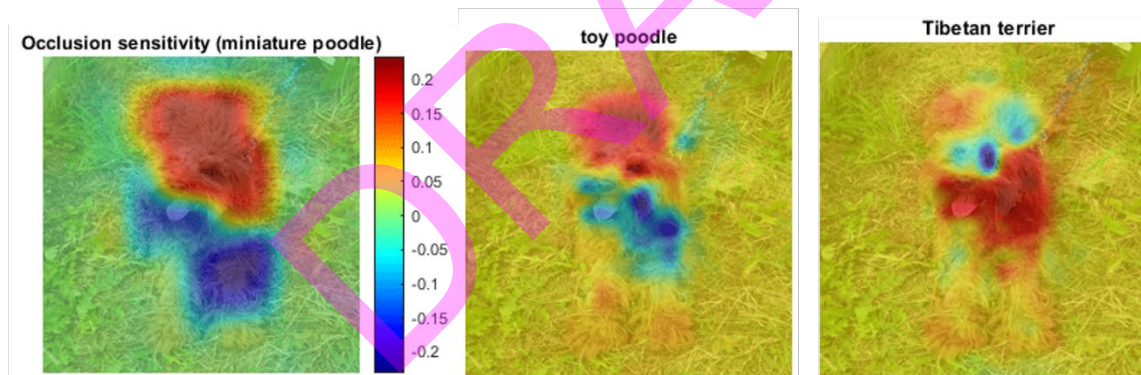 Occlusion sensitivity (miniature poodle)
0.2
0.15
0.1
0.05
0
-0.05
-0.1
-0.15
-0.2
toy poodle
Tibetan terrier
DRA